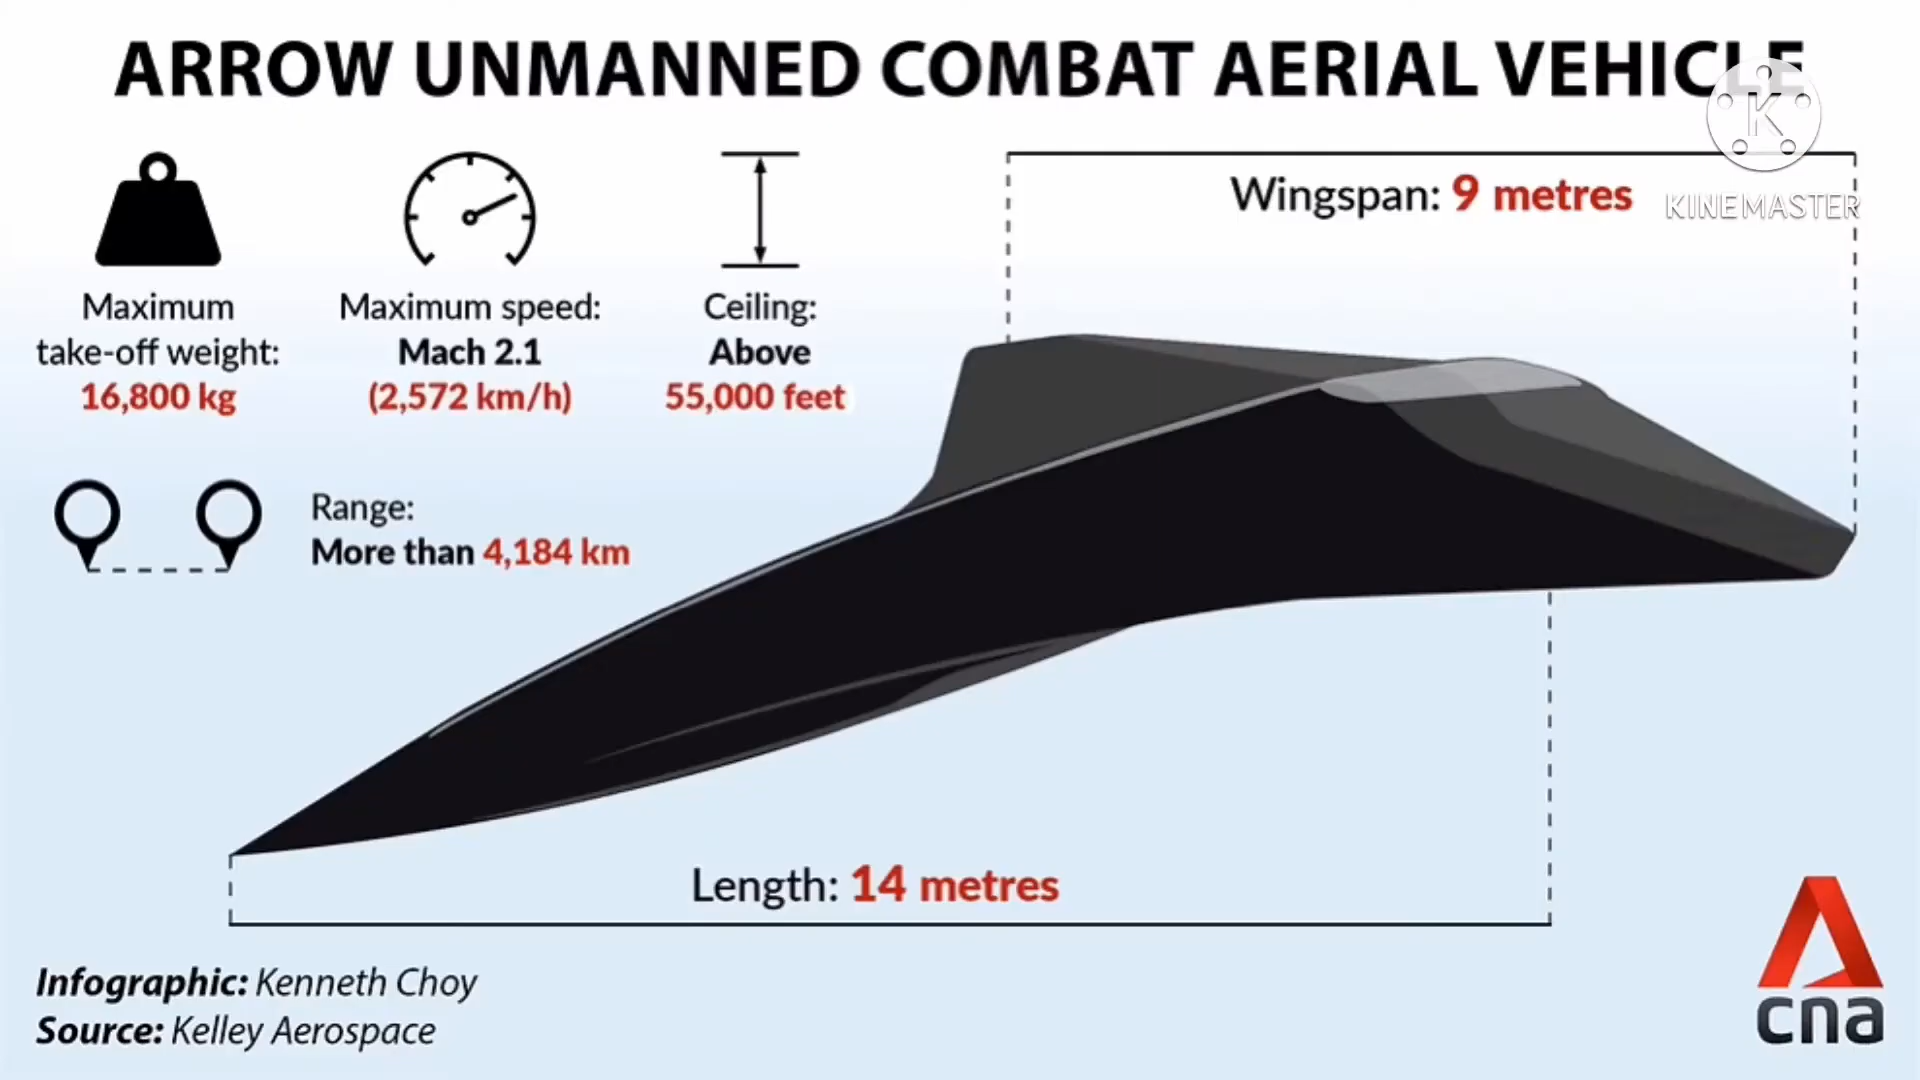 ARROW UNMANNED COMBAT AERIAL VEHICLE
Maximum
take-off weight:
16,800 kg
Maximum speed:
Mach 2.1
(2,572 km/h)
Ceiling:
Above
55,000 feet
Wingspan: 9 metres
K
KINEMASTER
Range:
More than 4,184 km
Length: 14 metres
Infographic: Kenneth Choy
Source: Kelley Aerospace
cna